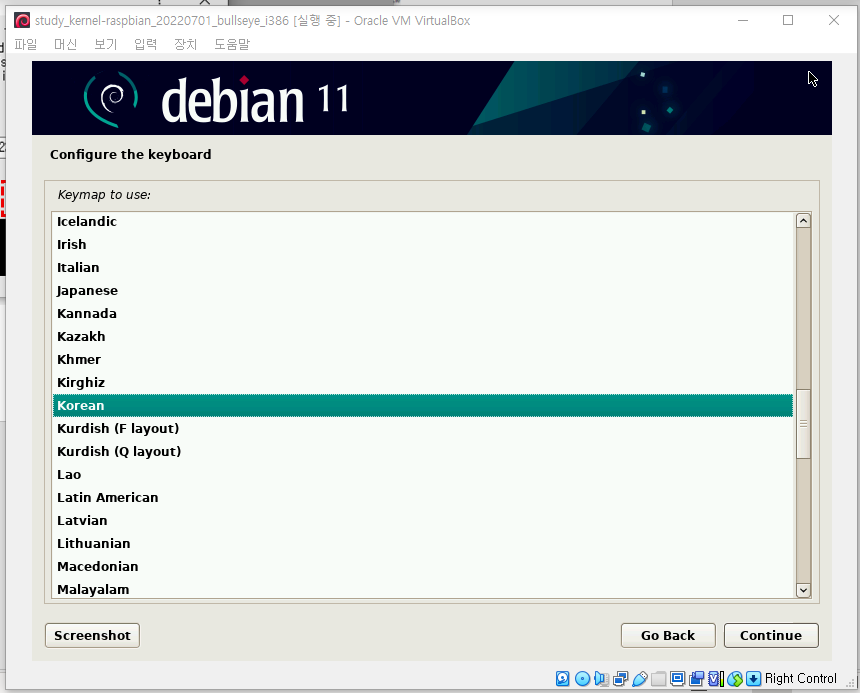 study_kernel-raspbian_20220701_bullseye_i386 [실행 중] - Oracle VM VirtualBox
파일 머신 보기 입력 장치 도움말
debian 11
Configure the keyboard
Keymap to use:
Icelandic
Irish
Italian
Japanese
Kannada
Kazakh
Khmer
Kirghiz
Korean
Kurdish (F layout)
Kurdish (Q layout)
Lao
Latin American
Latvian
Lithuanian
Macedonian
Malayalam
Screenshot Go Back Continue
Right Control